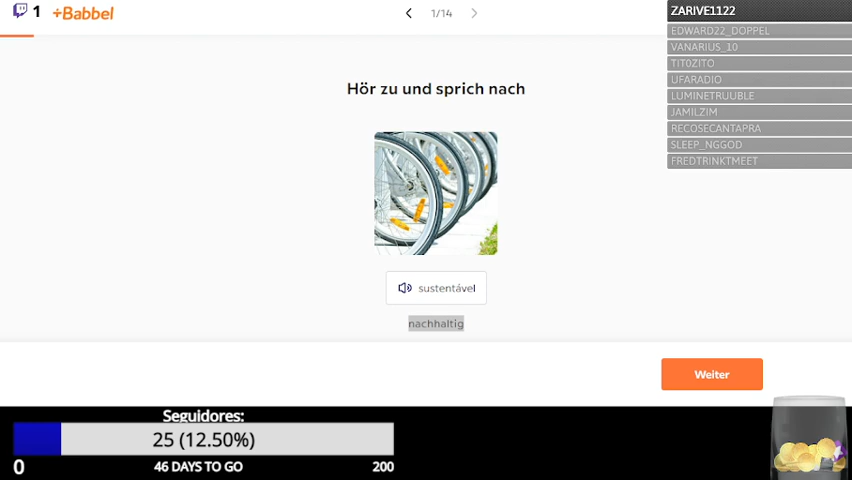 1 +Babbel
1/14
ZARIVE1122
EDWARD22_DOPPEL
VANARIUS_10
TIT0ZITO
UFARADIO
LUMINETRUUBLE
JAMILZIM
RECOSECANTAPRA
SLEEP_NGGOD
FREDTRINKTMEET
Hör zu und sprich nach
sustentável
nachhaltig
Weiter
Seguidores:
25 (12.50%)
0 46 DAYS TO GO 200